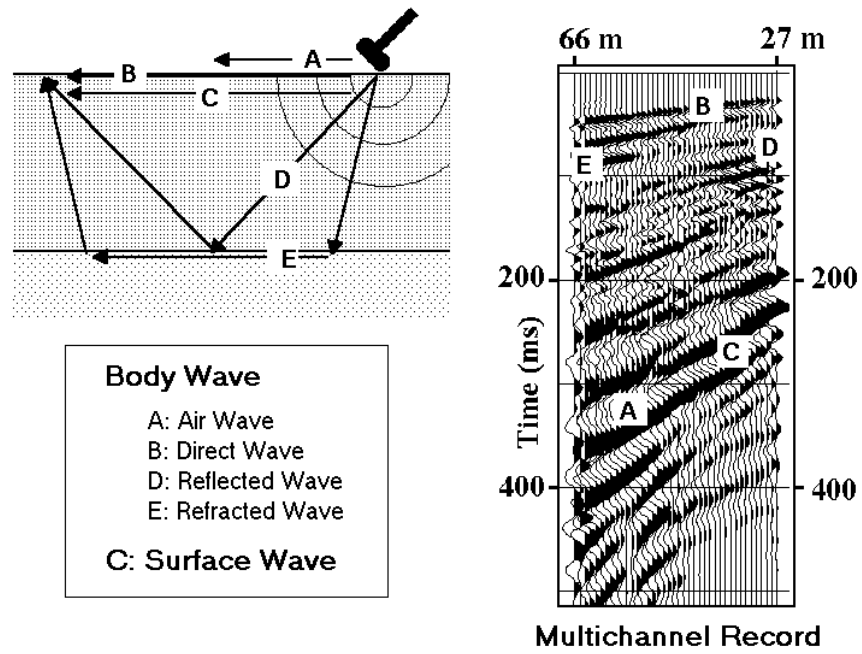 A
B
C
D
E
Body Wave
A: Air Wave
B: Direct Wave
D: Reflected Wave
E: Refracted Wave
C: Surface Wave
66 m 27 m
B
D
E
200 200
C
A
Time (ms)
400 400
Multichannel Record